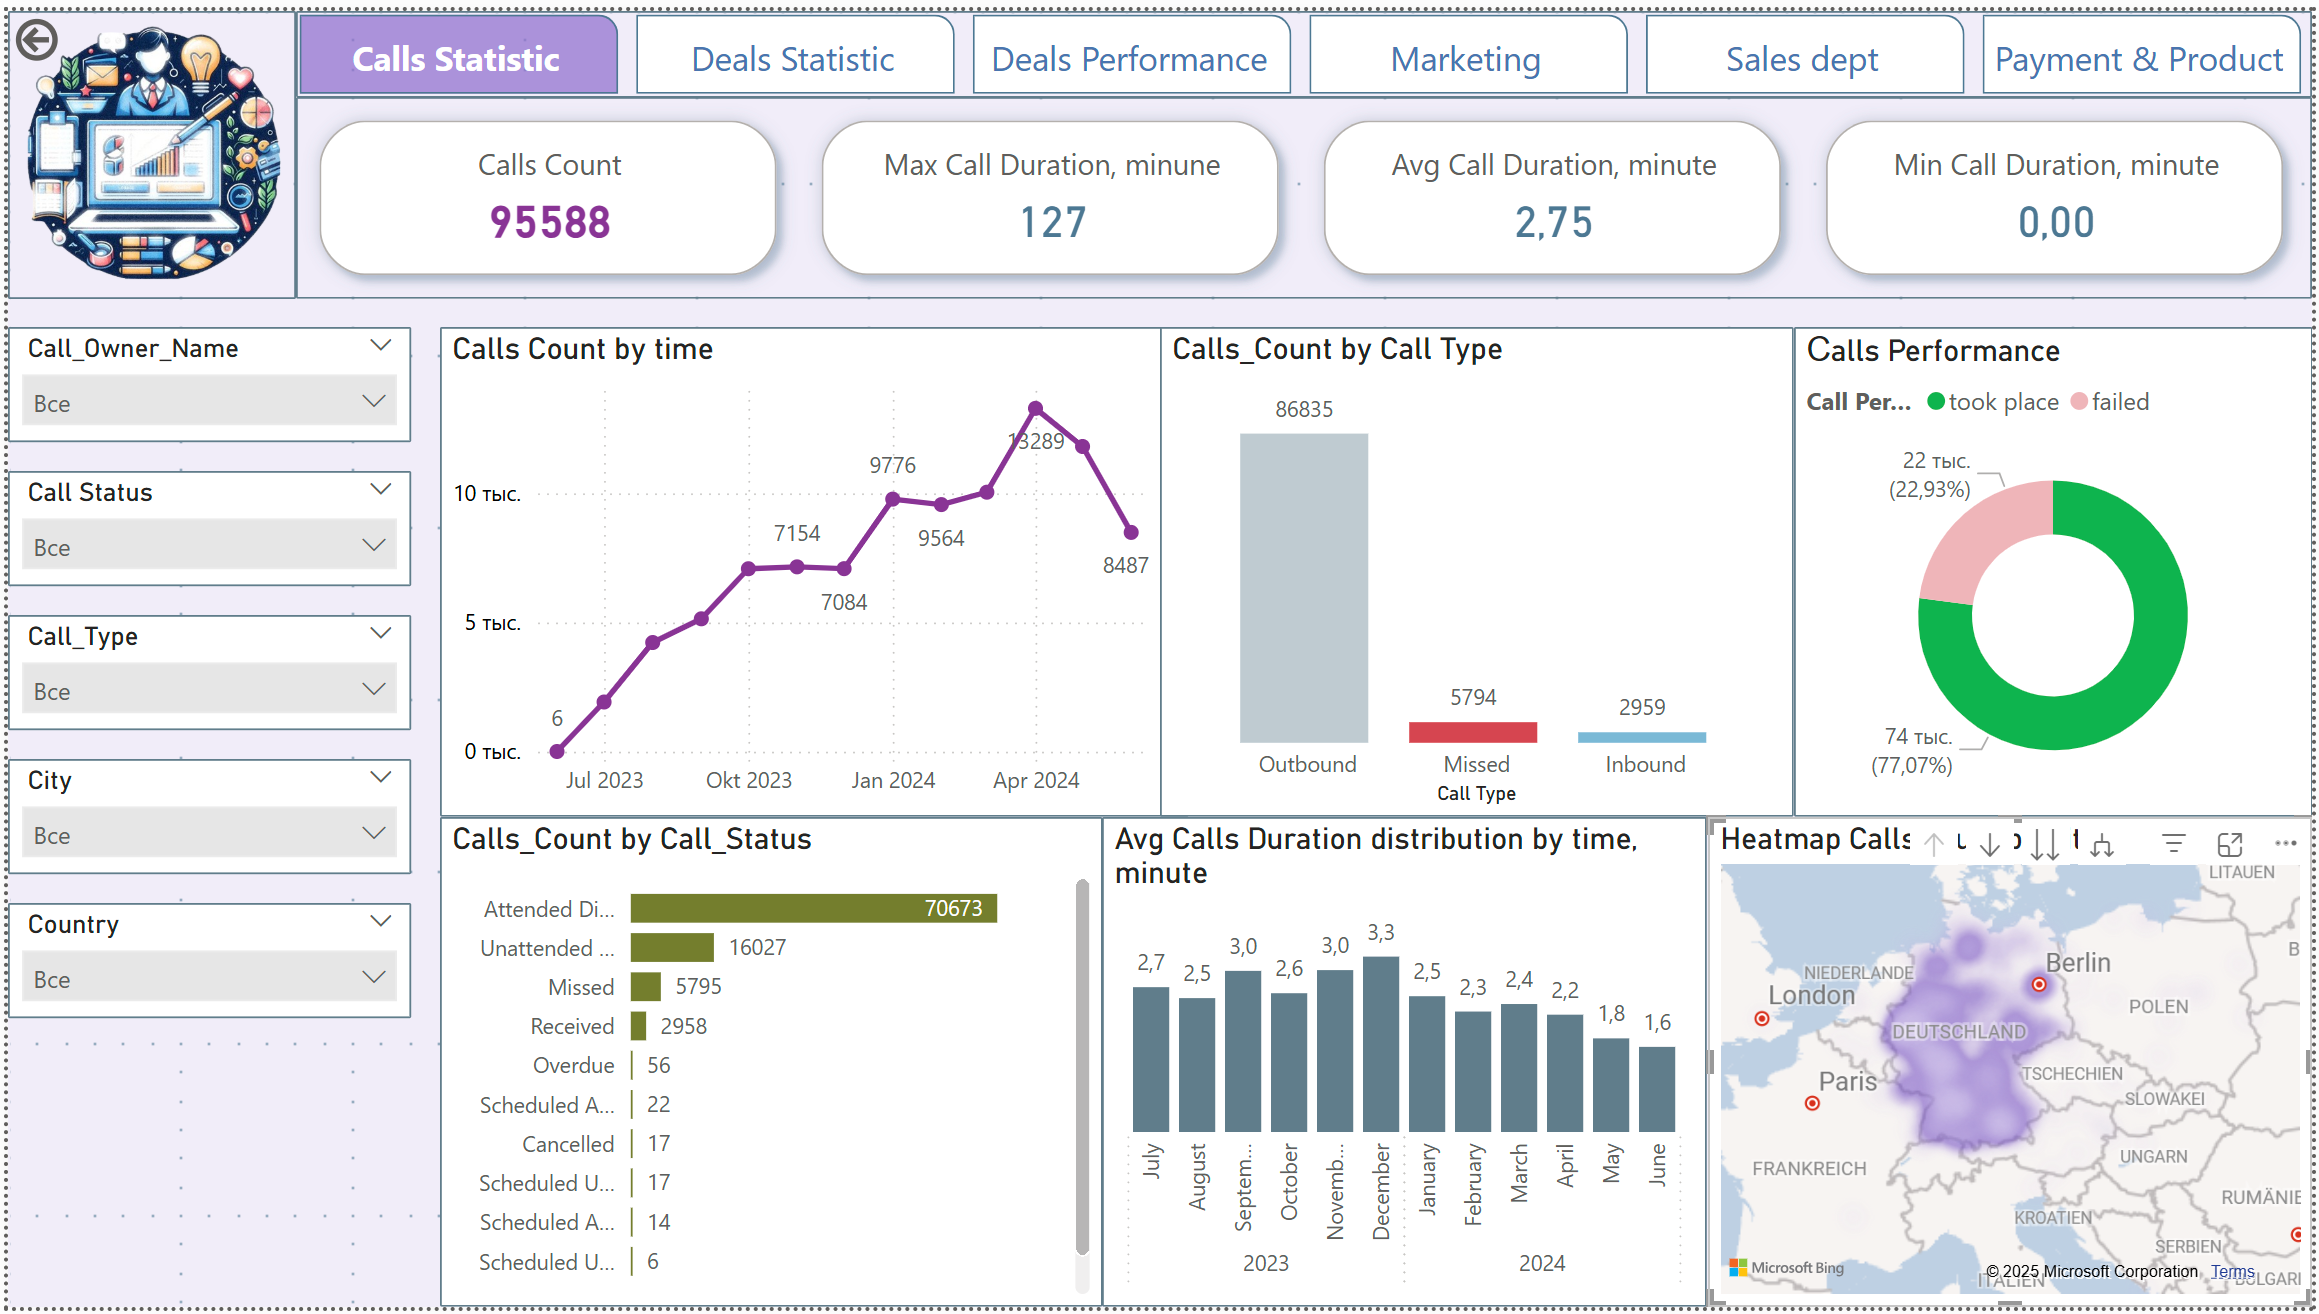 Calls Statistic
Deals Statistic
Deals Performance
Marketing
Sales dept
Payment & Product
Calls Count
95588
Max Call Duration, minune
127
Avg Call Duration, minute
2,75
Min Call Duration, minute
0,00
Call_Owner_Name
Все
Call Status
Все
Call_Type
Все
City
Все
Country
Все
Calls Count by time
10 тыс.
5 тыс.
0 тыс.
6
7154
7084
9776
9564
13289
8487
Jul 2023
Okt 2023
Jan 2024
Apr 2024
Calls_Count by Call Type
86835
5794
2959
Outbound
Missed
Inbound
Call Type
Calls Performance
Call Per...
took place
failed
22 тыс.
(22,93%)
74 тыс.
(77,07%)
Calls_Count by Call_Status
Attended Di...
70673
Unattended ...
16027
Missed
5795
Received
2958
Overdue
56
Scheduled A...
22
Cancelled
17
Scheduled U...
17
Scheduled A...
14
Scheduled U...
6
Avg Calls Duration distribution by time,
minute
2,7
2,5
3,0
2,6
3,0
3,3
2,5
2,3
2,4
2,2
1,8
1,6
July
August
Septem...
October
Novemb...
December
January
February
March
April
May
June
2023
2024
Heatmap Calls
LITAUEN
Berlin
NIEDERLANDE
London
POLEN
DEUTSCHLAND
TSCHECHIEN
Paris
SLOWAKEI
UNGARN
FRANKREICH
RUMÄNIE
KROATIEN
SERBIEN
Microsoft Bing
© 2025 Microsoft Corporation
Terms
ITALIEN
BULGARI